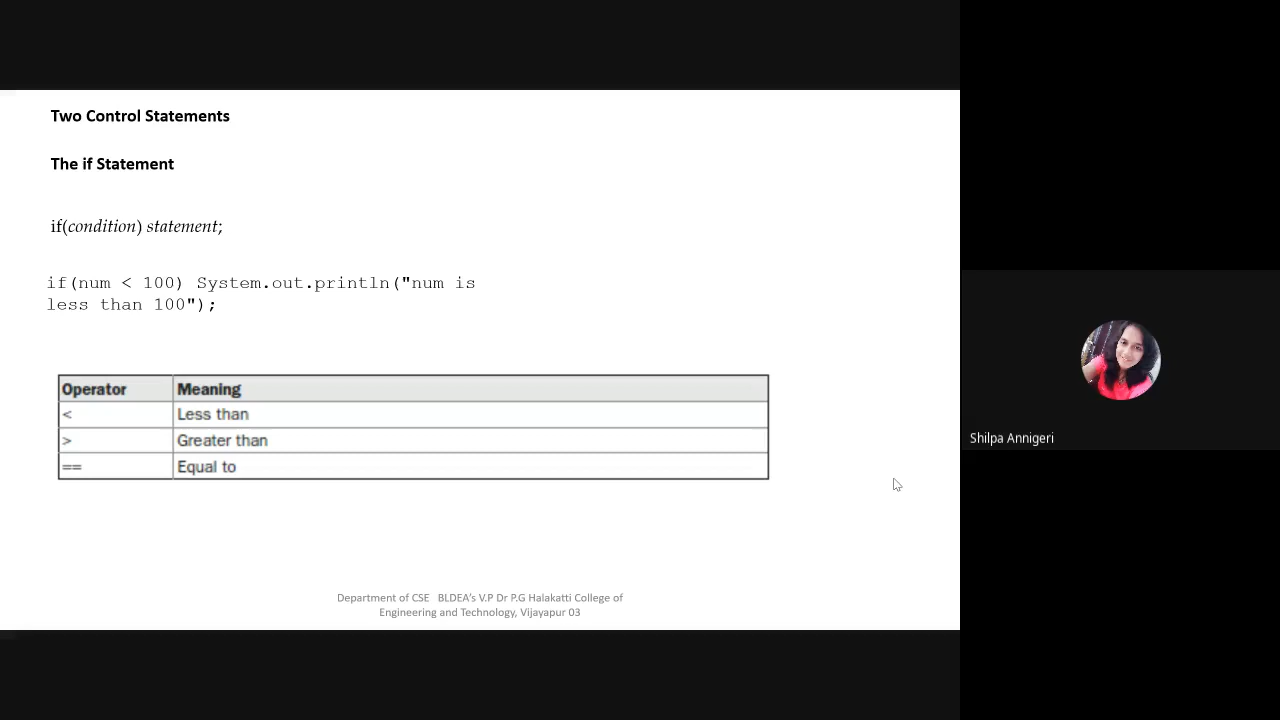 Two Control Statements
The if Statement
if(condition) statement;
if(num < 100) System.out.println("num is
less than 100");
Operator Meaning
< Less than
> Greater than
== Equal to
Shilpa Annigeri
Department of CSE BLDEA's V.P Dr P.G Halakatti College of
Engineering and Technology, Vijayapur 03